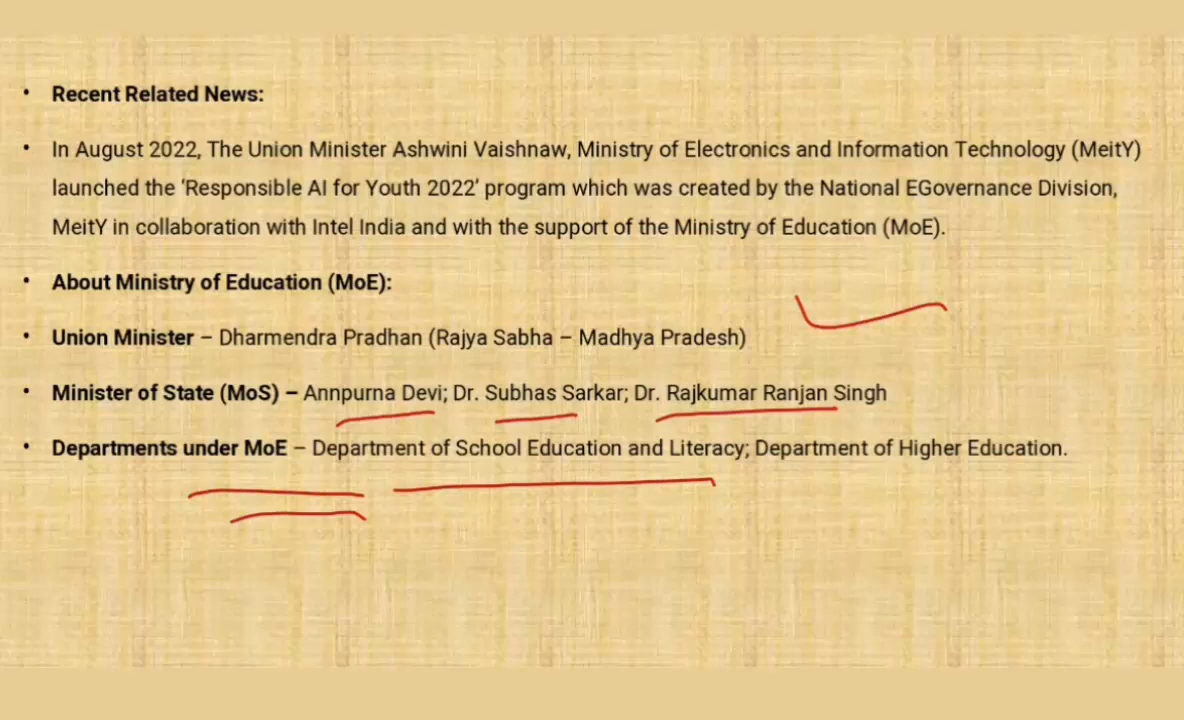 • Recent Related News:
• In August 2022, The Union Minister Ashwini Vaishnaw, Ministry of Electronics and Information Technology (MeitY)
launched the ‘Responsible AI for Youth 2022’ program which was created by the National EGovernance Division,
MeitY in collaboration with Intel India and with the support of the Ministry of Education (MoE).
• About Ministry of Education (MoE):
• Union Minister – Dharmendra Pradhan (Rajya Sabha – Madhya Pradesh)
• Minister of State (MoS) – Annpurna Devi; Dr. Subhas Sarkar; Dr. Rajkumar Ranjan Singh
• Departments under MoE – Department of School Education and Literacy; Department of Higher Education.